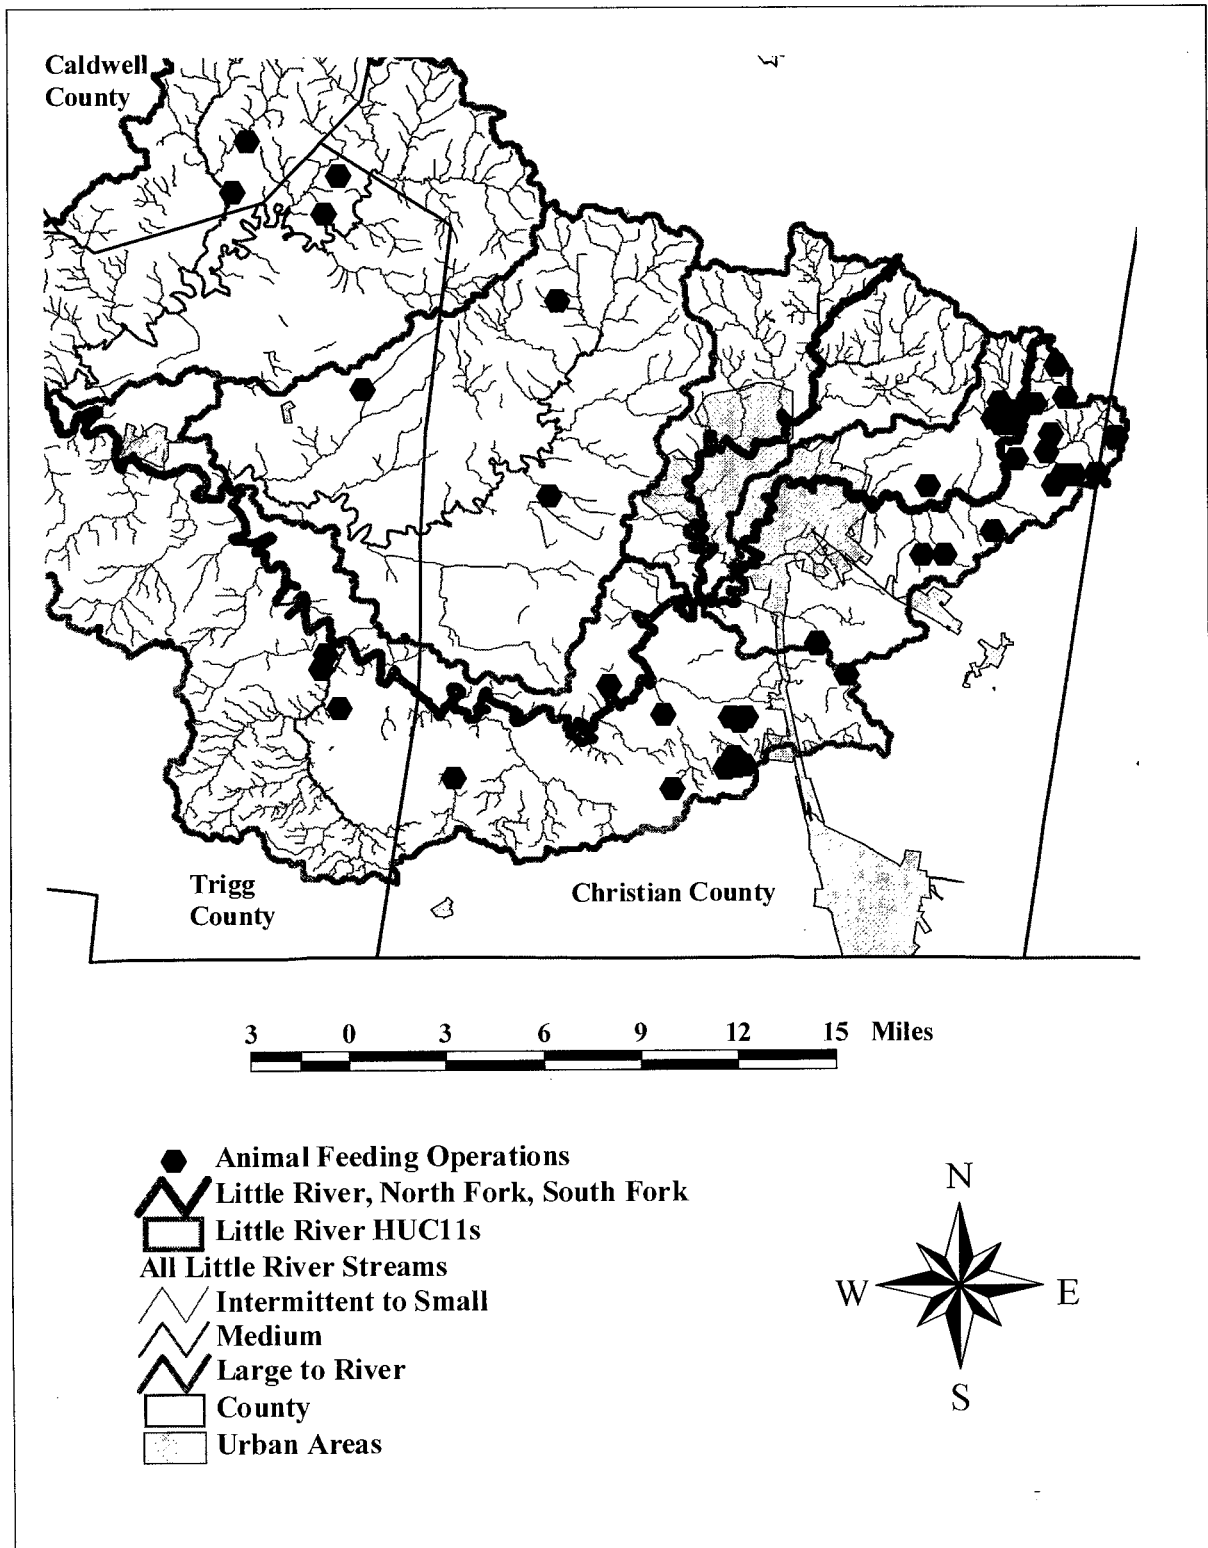 Caldwell
County
Trigg
County
Christian County
3 0 3 6 9 12 15 Miles
Animal Feeding Operations
Little River, North Fork, South Fork
Little River HUC11s
All Little River Streams
Intermittent to Small
Medium
Large to River
County
Urban Areas
N
W E
S